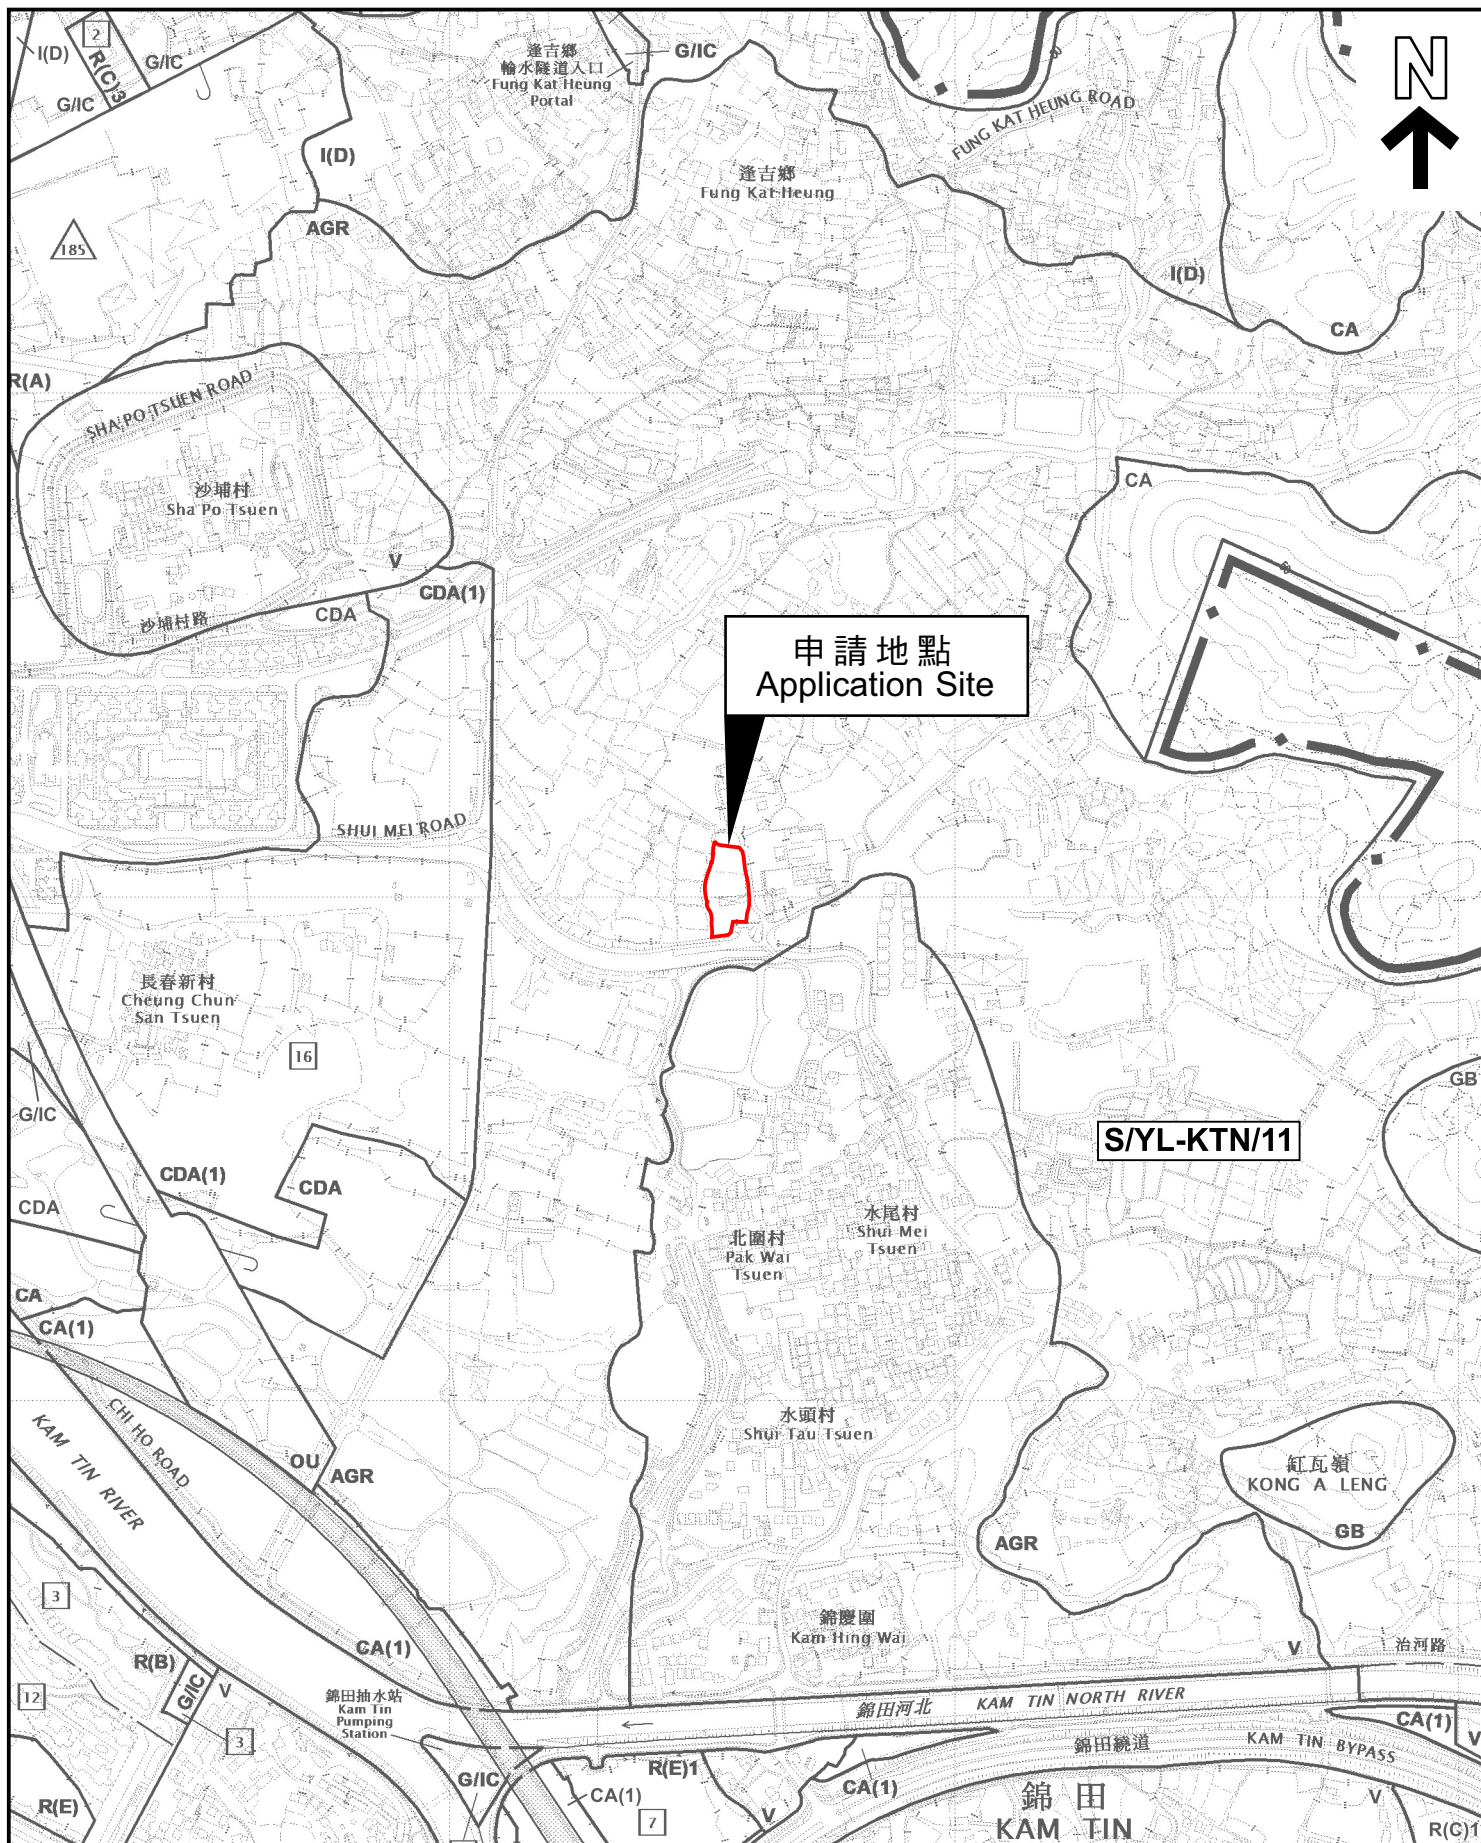 2
I(D)
R(C)3
G/IC
G/IC
逢吉鄉
輸水隧道入口
Fung Kat Heung
Portal
G/IC
50
FUNG KAT HEUNG ROAD
N
I(D)
逢吉鄉
Fung Kat Heung
185
AGR
I(D)
CA
R(A)
SHA PO TSUEN ROAD
沙埔村
Sha Po Tsuen
CA
V
CDA(1)
50
沙埔村路
CDA
申請地點
Application Site
SHUI MEI ROAD
長春新村
Cheung Chun
San Tsuen
16
G/IC
GB
S/YL-KTN/11
CDA(1)
CDA
CDA
水尾村
Shui Mei
Tsuen
北圍村
Pak Wai
Tsuen
CA
CA(1)
CHI HO ROAD
KAM TIN RIVER
水頭村
Shui Tau Tsuen
OU
AGR
缸瓦嶺
KONG A LENG
GB
AGR
3
錦慶圍
Kam Hing Wai
CA(1)
V
治河路
R(B)
G/IC
V
12
3
錦田抽水站
Kam Tin
Pumping
Station
錦田河北
KAM TIN NORTH RIVER
CA(1)
V
錦田繞道
KAM TIN BYPASS
R(E)1
G/IC
CA(1)
CA(1)
R(E)
7
V
錦田
KAM TIN
V
R(C)1